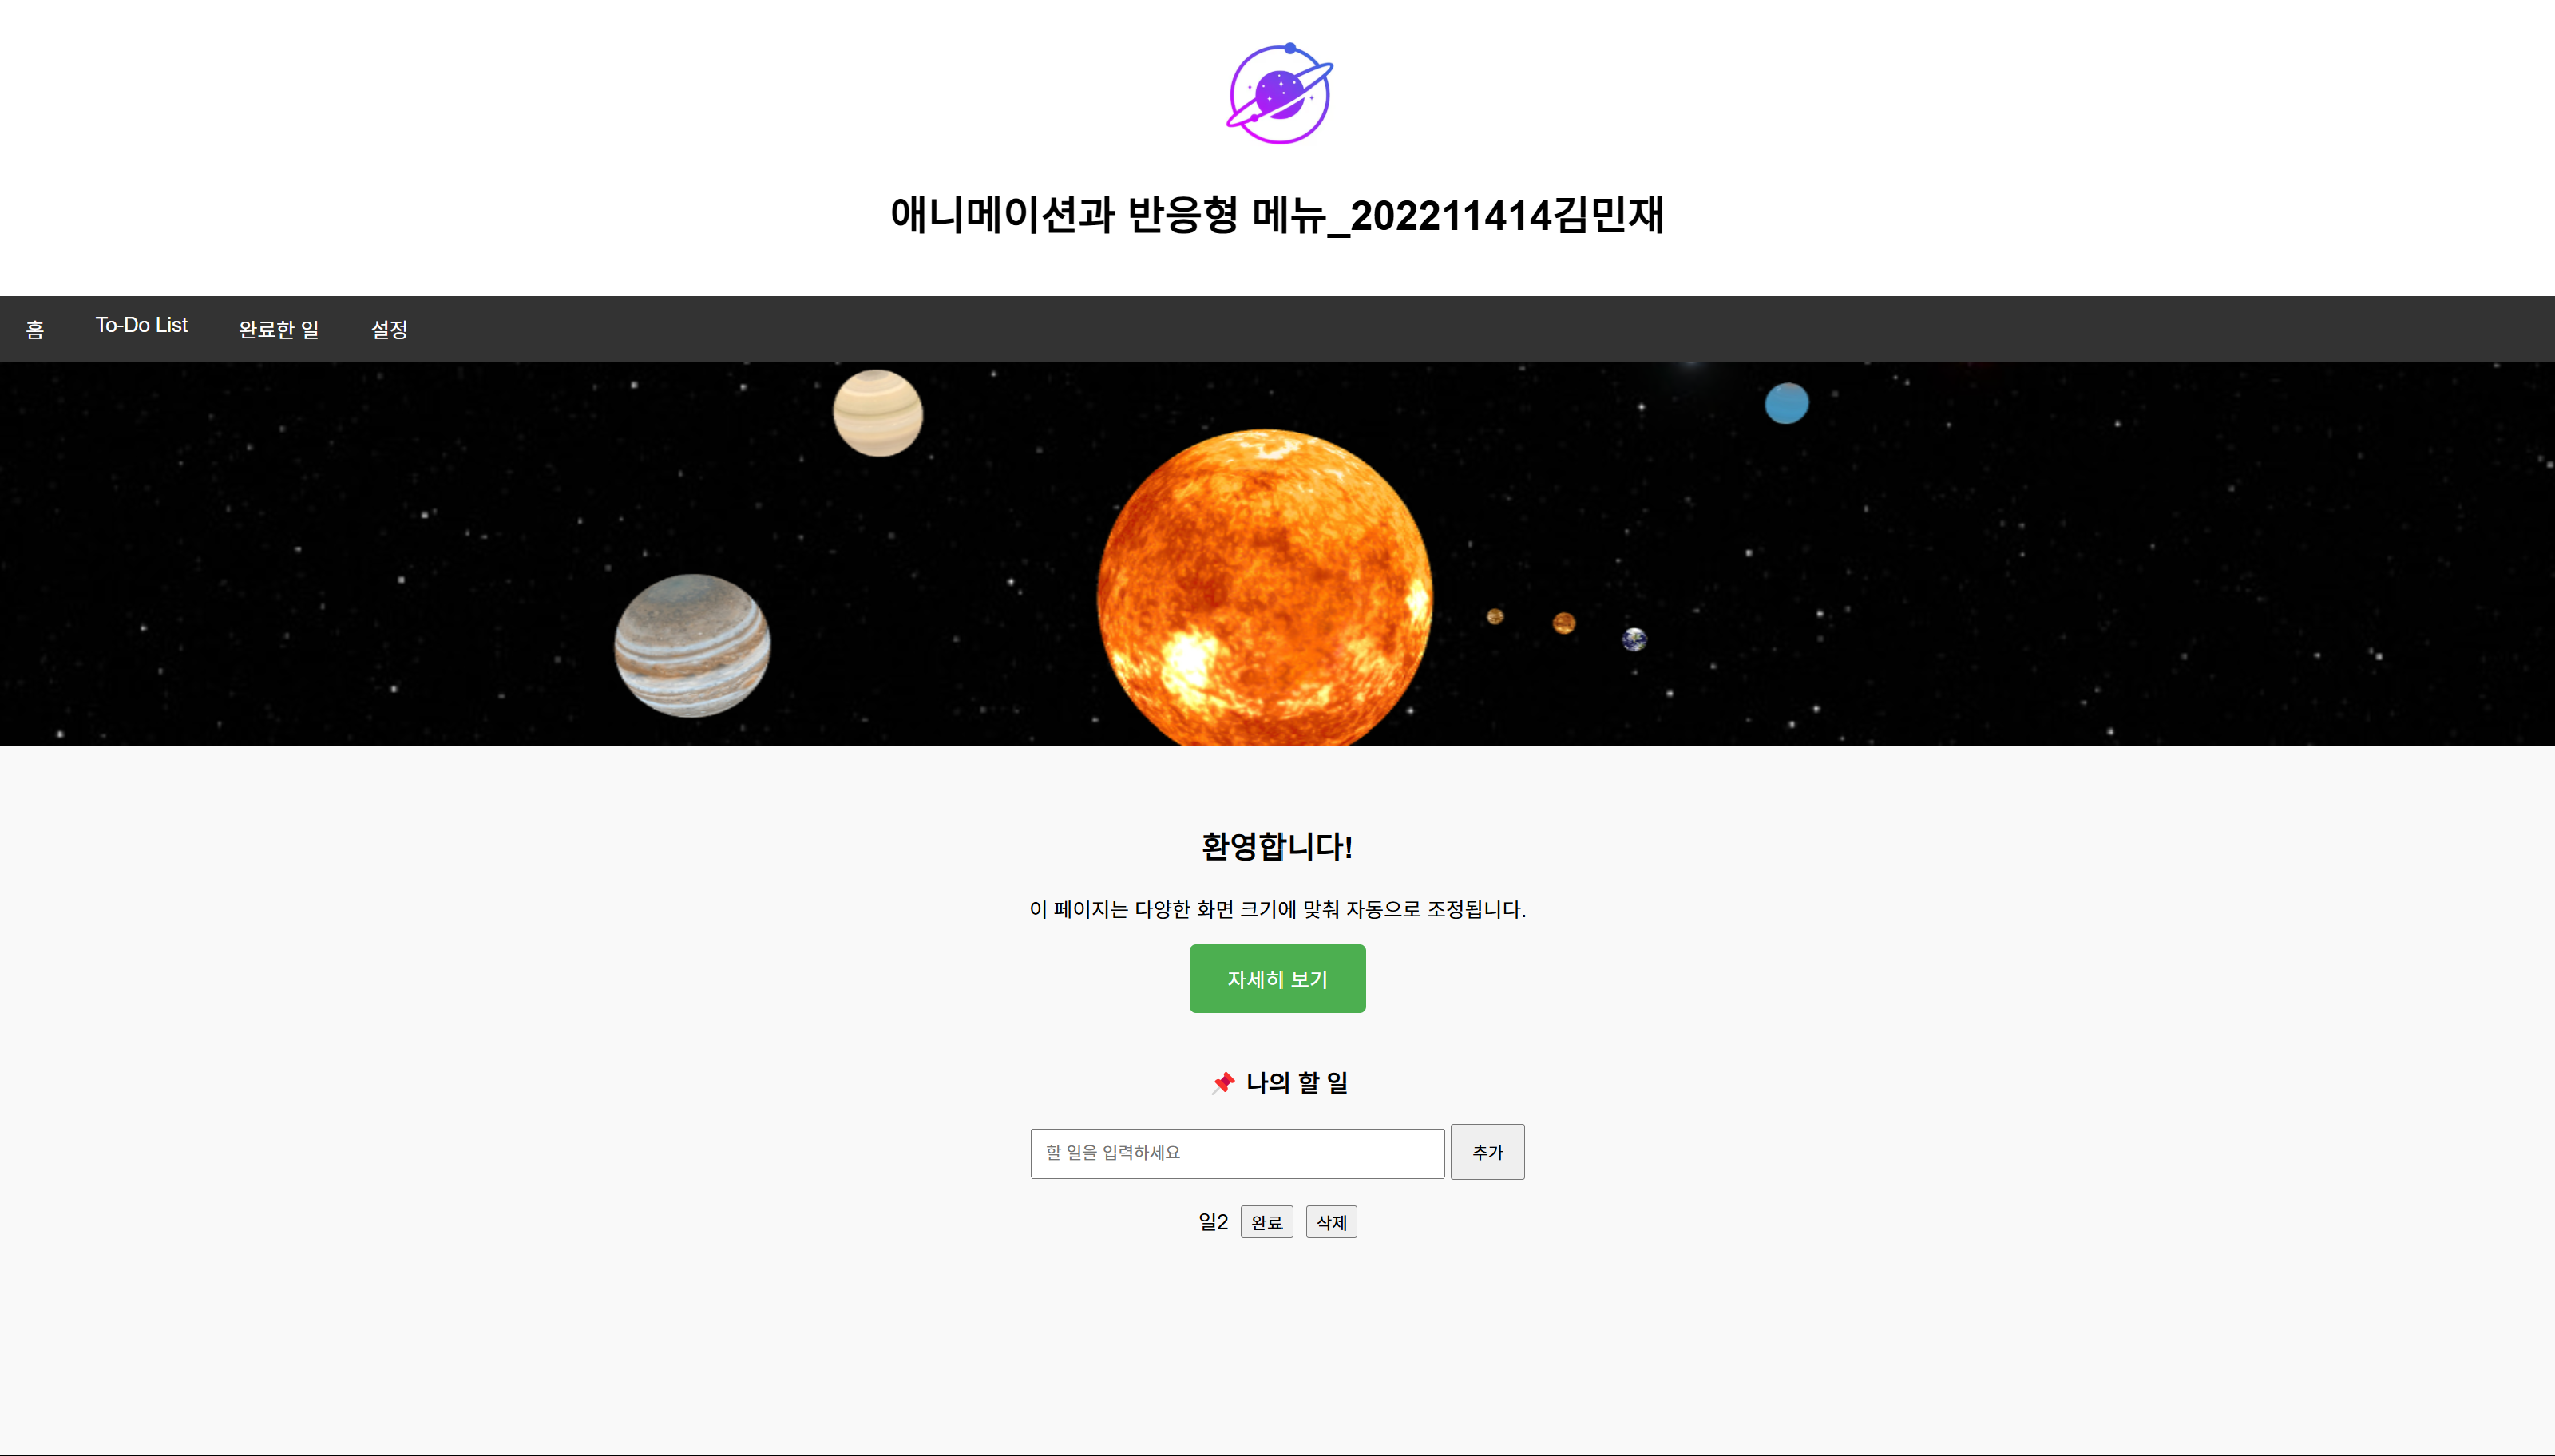 애니메이션과 반응형 메뉴_202211414김민재
홈 To-Do List 완료한 일 설정
환영합니다!
이 페이지는 다양한 화면 크기에 맞춰 자동으로 조정됩니다.
자세히 보기
📌 나의 할 일
할 일을 입력하세요 추가
일2 완료 삭제